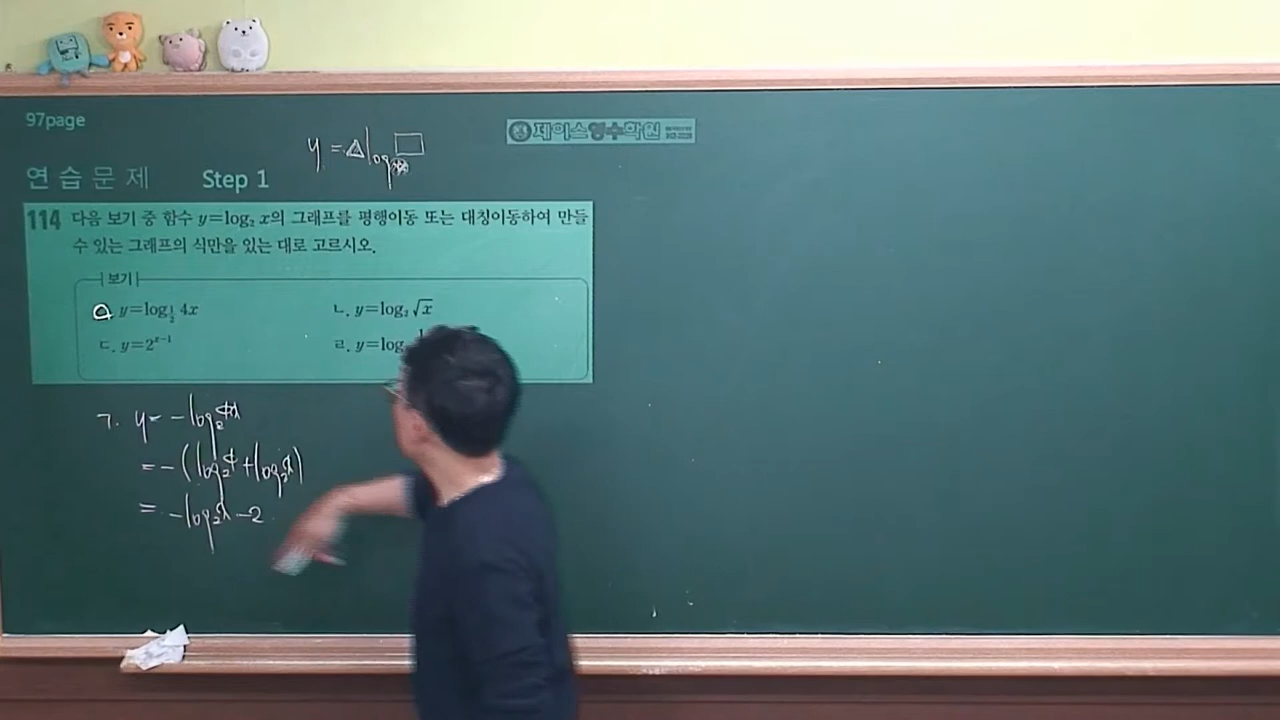 97page
제이스영수학원
y = △log□
연습문제 Step 1
114 다음 보기 중 함수 y=log₂ x의 그래프를 평행이동 또는 대칭이동하여 만들
수 있는 그래프의 식만을 있는 대로 고르시오.
보기
y=log_{1/2} 4x ㄴ. y=log₂ √x
ㄷ. y=2^{x-1} ㄹ. y=log
ㄱ. y = -log₂4x
= -(log₂4 + log₂x)
= -log₂x - 2